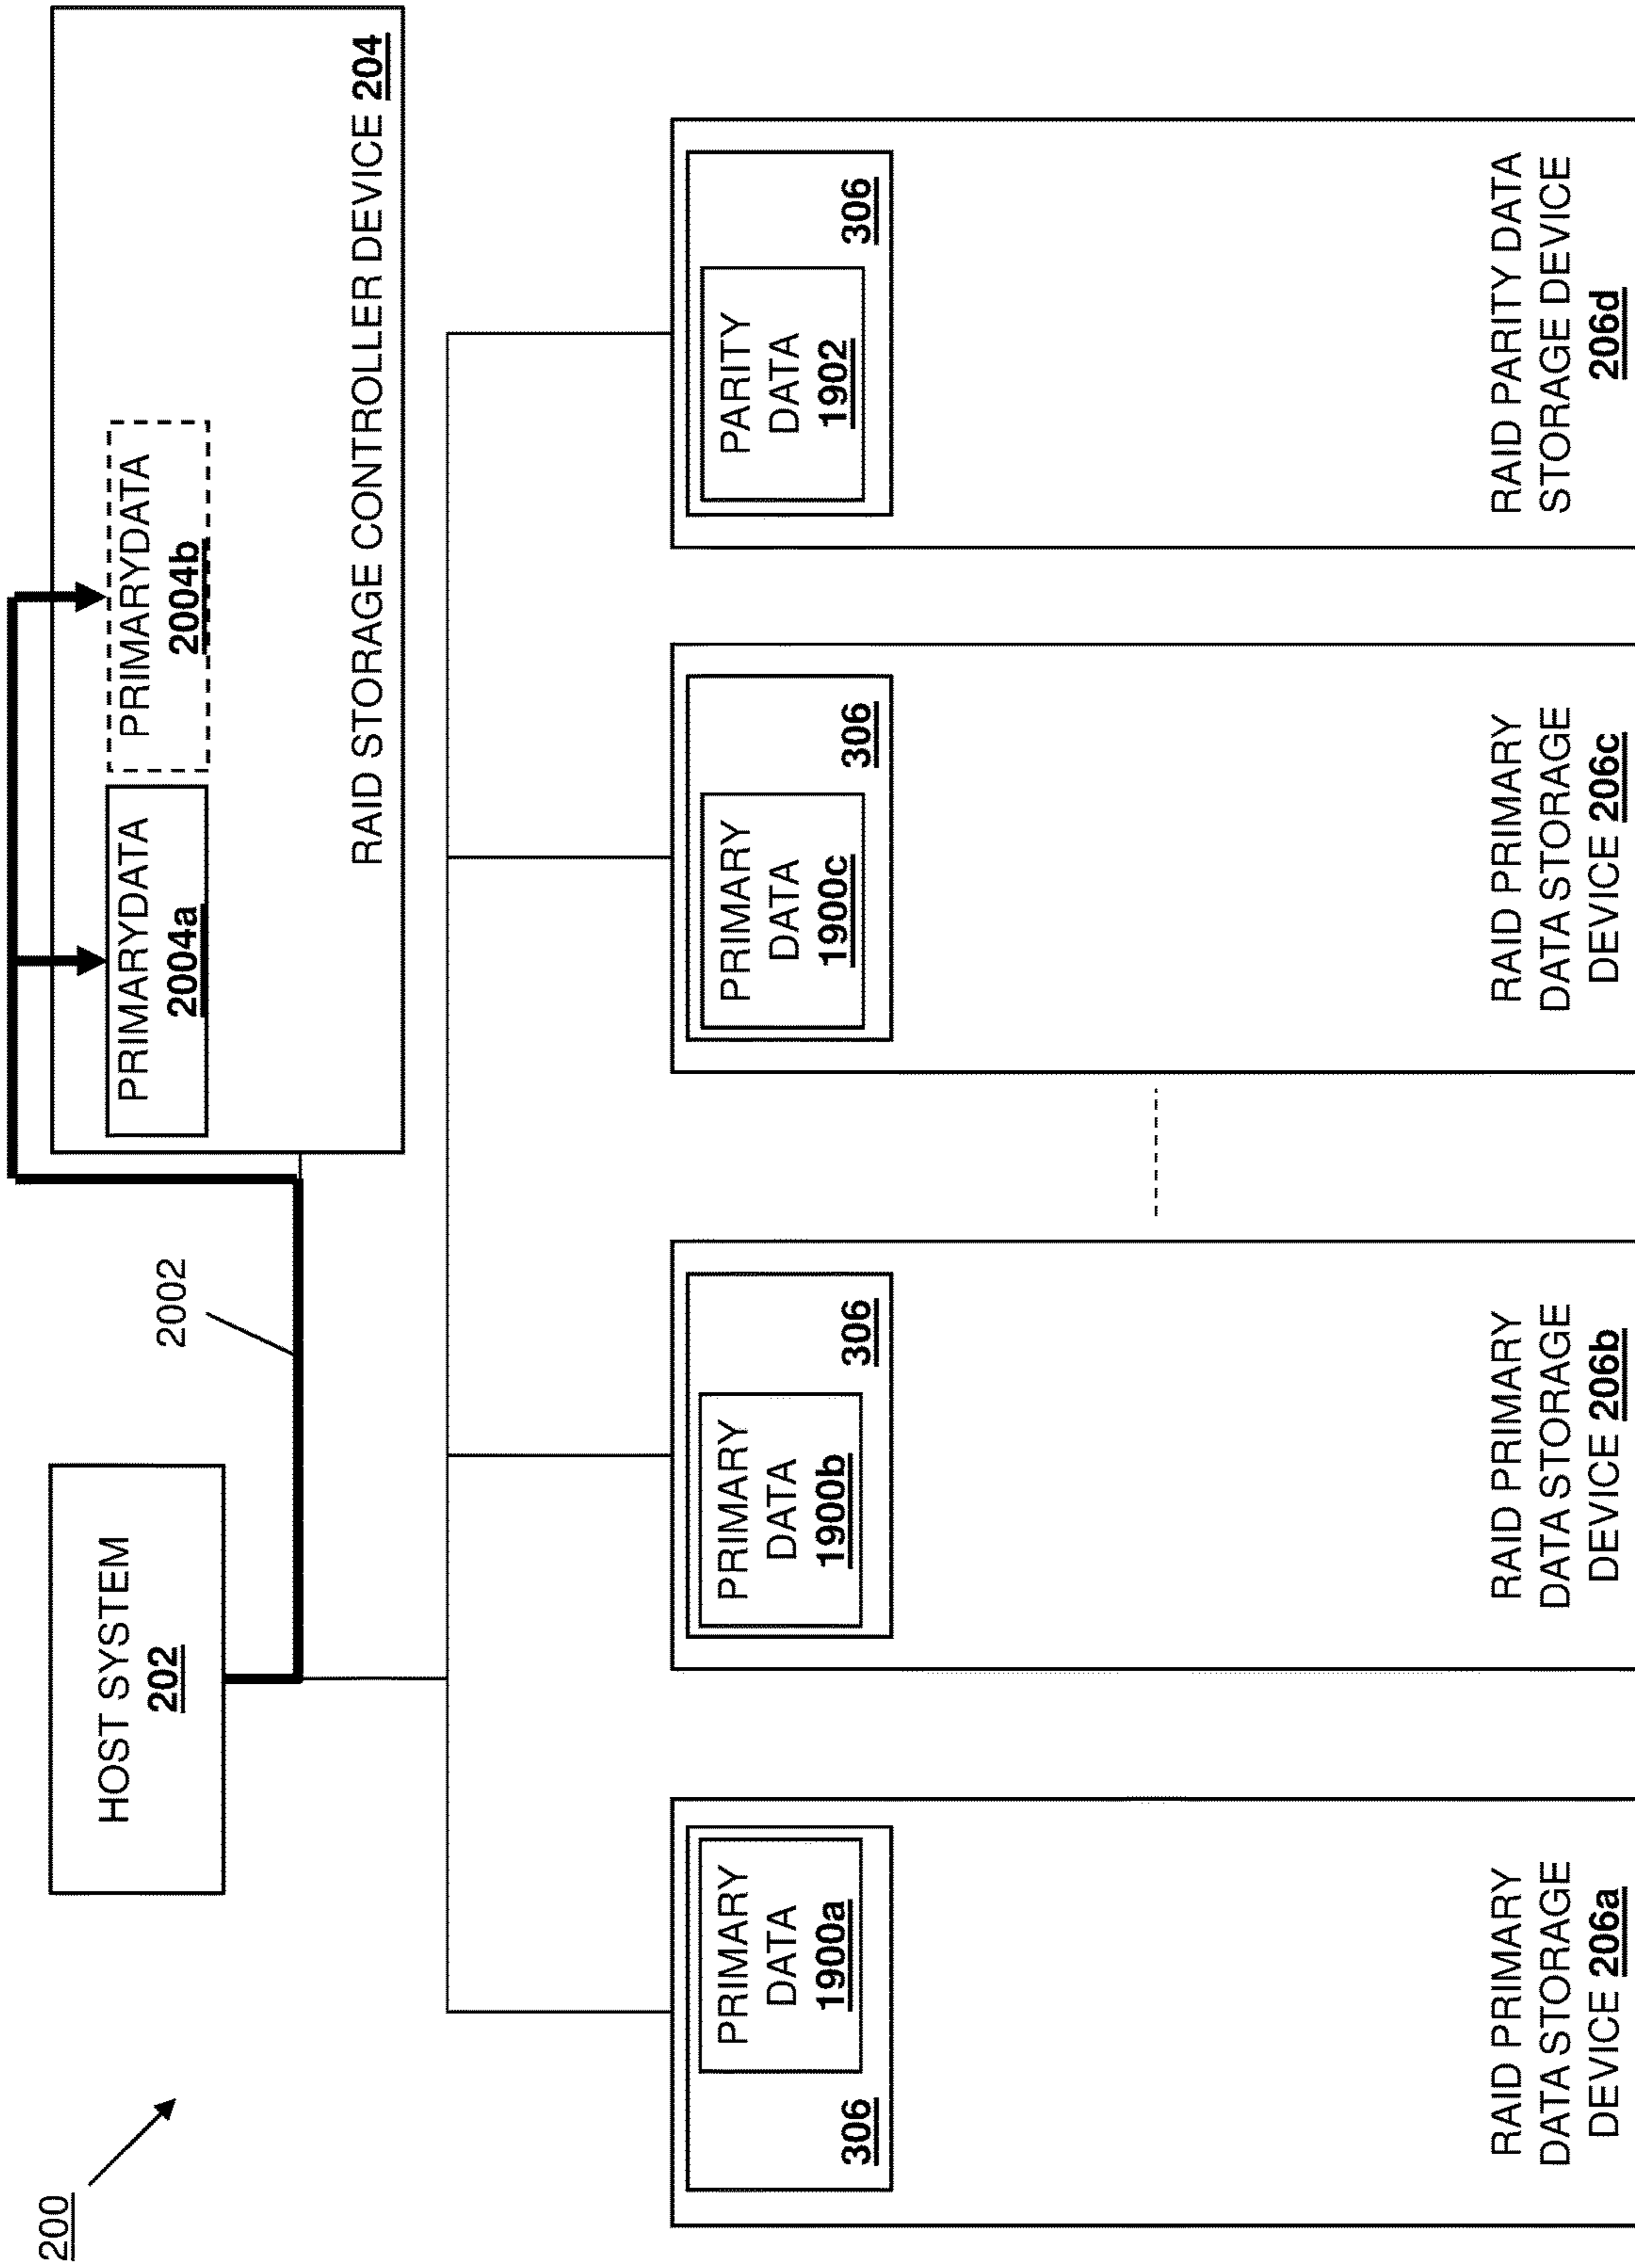 200
HOST SYSTEM
202
2002
PRIMARYDATA
2004a
PRIMARYDATA
2004b
RAID STORAGE CONTROLLER DEVICE 204
PRIMARY
DATA
1900a
306
RAID PRIMARY
DATA STORAGE
DEVICE 206a
PRIMARY
DATA
1900b
306
RAID PRIMARY
DATA STORAGE
DEVICE 206b
PRIMARY
DATA
1900c
306
RAID PRIMARY
DATA STORAGE
DEVICE 206c
PARITY
DATA
1902
306
RAID PARITY DATA
STORAGE DEVICE
206d